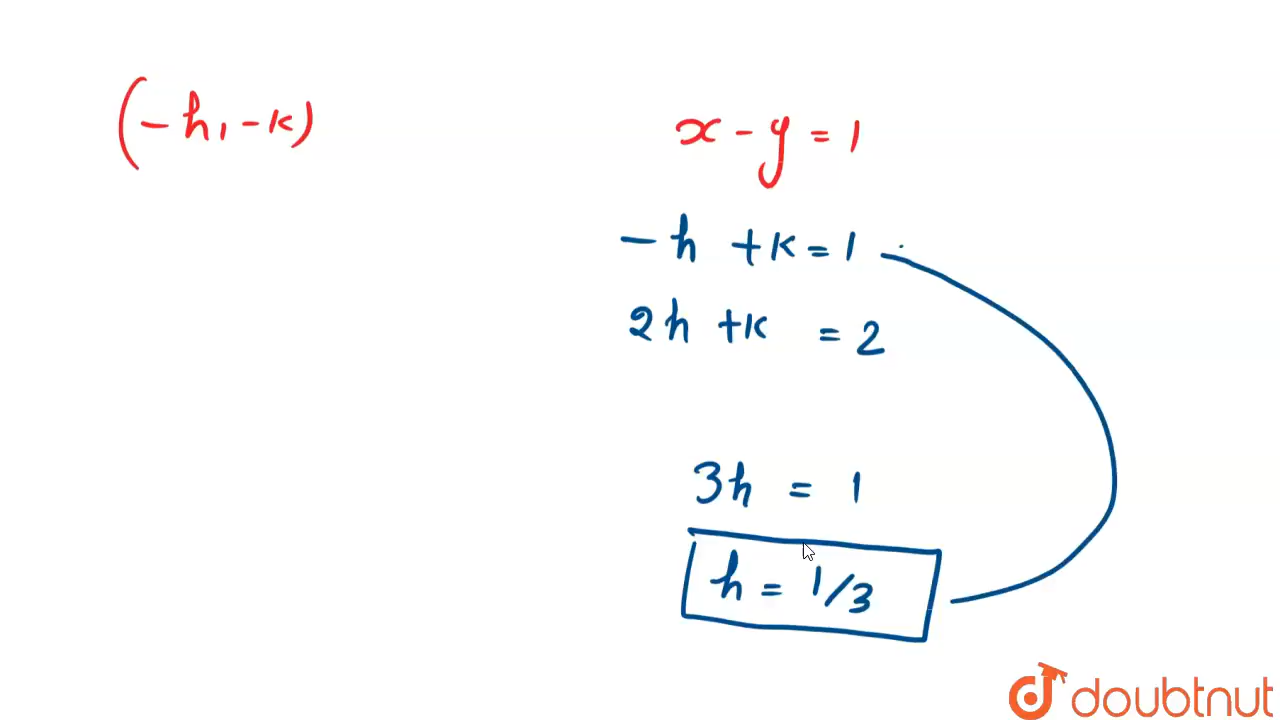 (-h, -k)
x - y = 1
-h + k = 1
2h + k = 2
3h = 1
h = 1/3
doubtnut